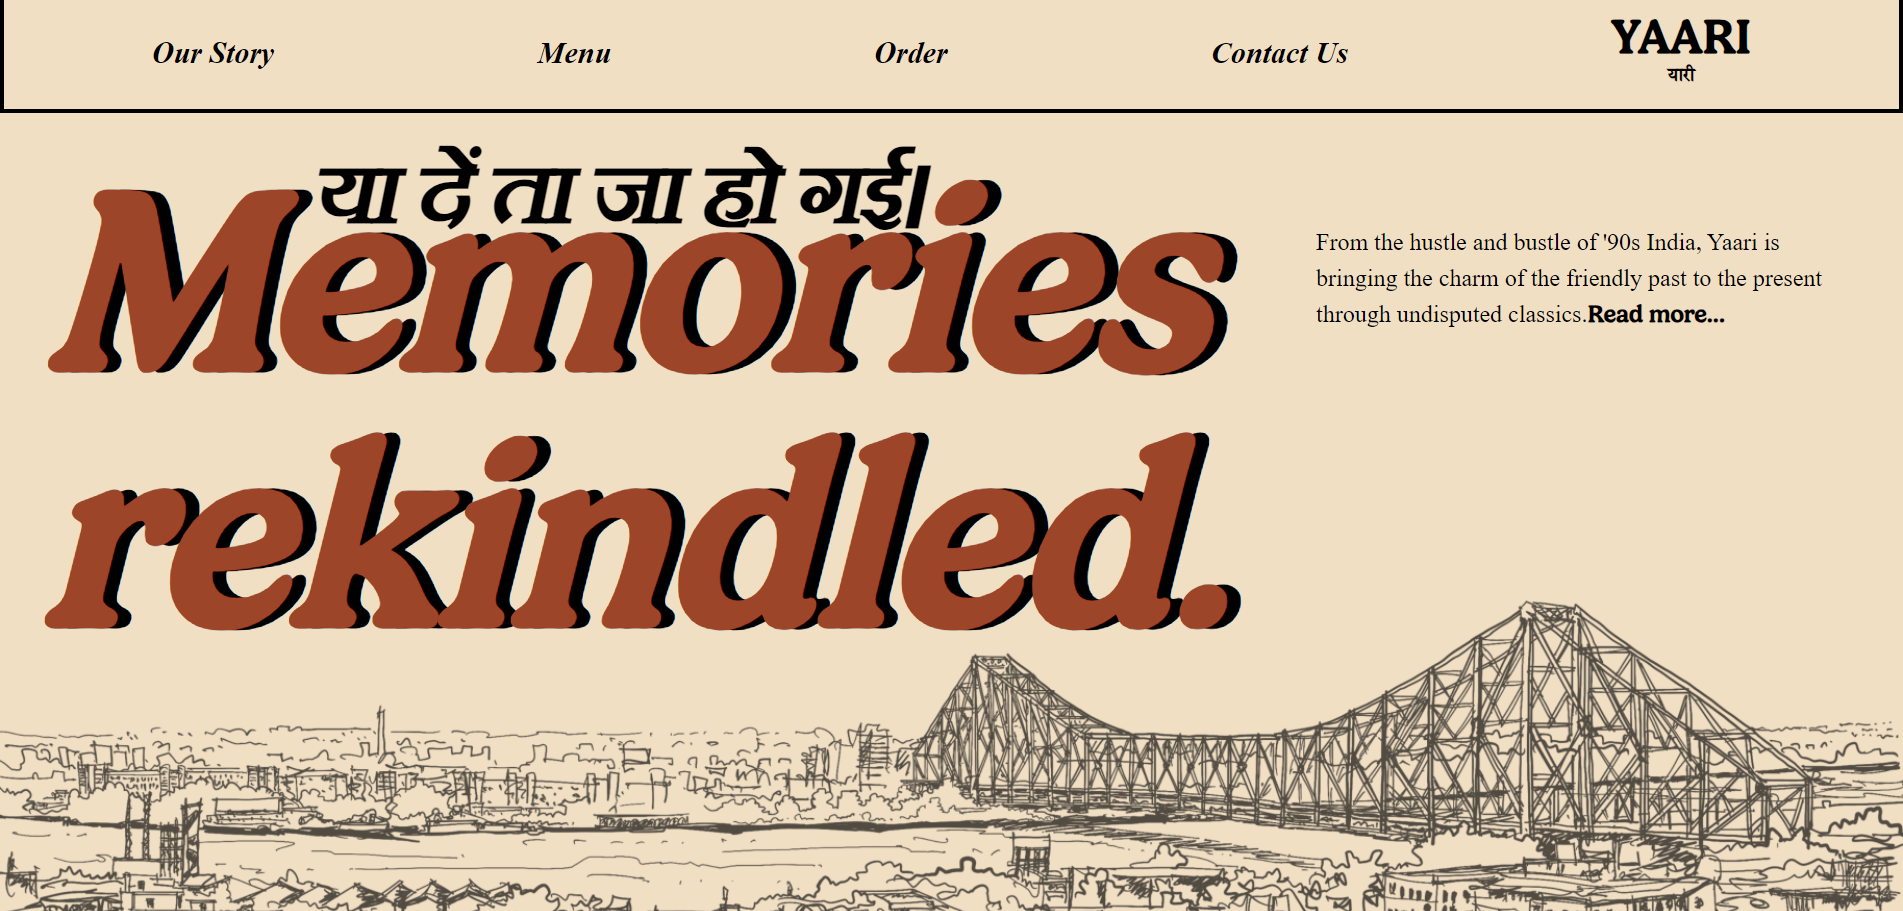 Our Story
Menu
Order
Contact Us
YAARI
यारी
या दें ता जा हो गई।
Memories
rekindled.
From the hustle and bustle of '90s India, Yaari is
bringing the charm of the friendly past to the present
through undisputed classics.Read more...